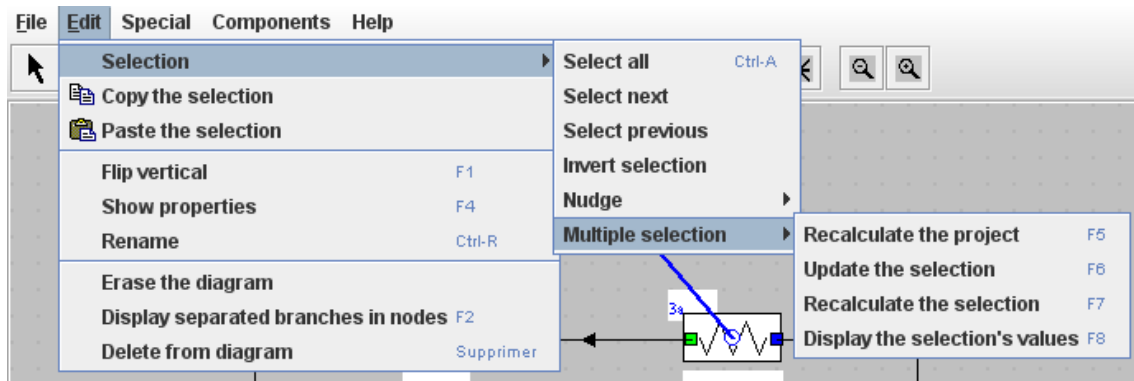 File Edit Special Components Help
Selection
Copy the selection
Paste the selection
Flip vertical F1
Show properties F4
Rename Ctrl-R
Erase the diagram
Display separated branches in nodes F2
Delete from diagram Supprimer
Select all Ctrl-A
Select next
Select previous
Invert selection
Nudge
Multiple selection
Recalculate the project F5
Update the selection F6
Recalculate the selection F7
Display the selection's values F8
3a